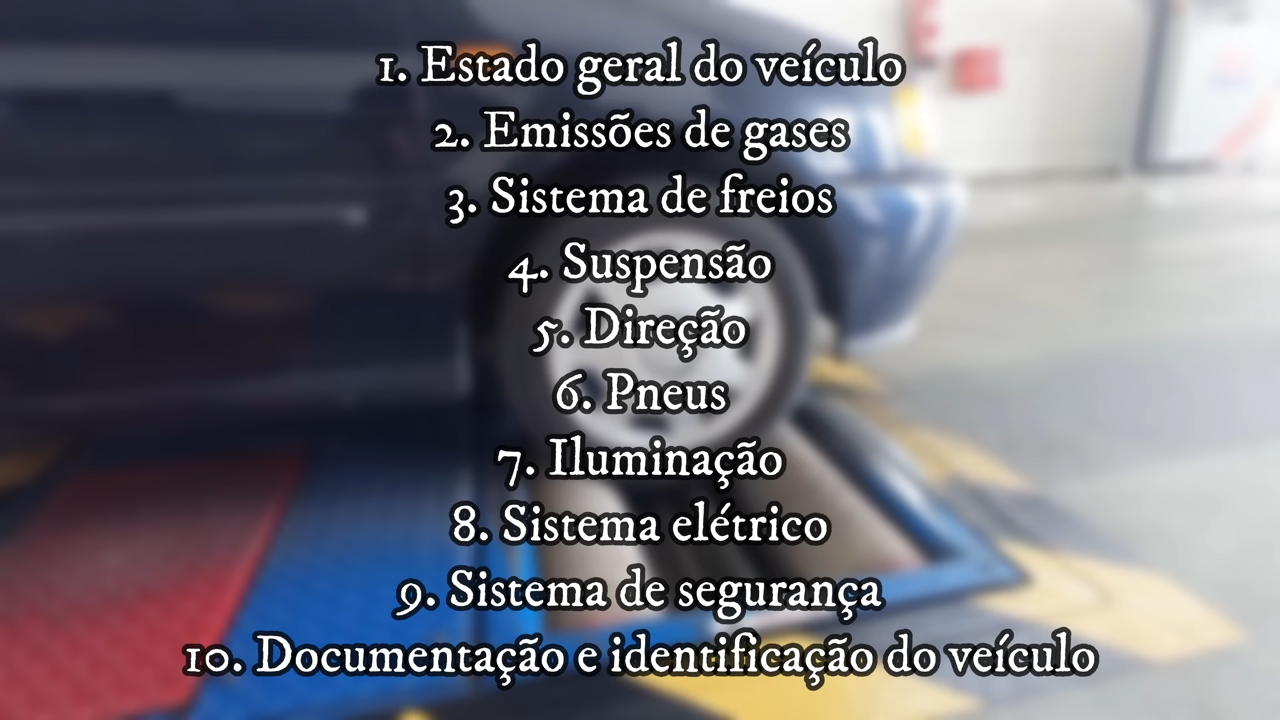 1. Estado geral do veículo
2. Emissões de gases
3. Sistema de freios
4. Suspensão
5. Direção
6. Pneus
7. Iluminação
8. Sistema elétrico
9. Sistema de segurança
10. Documentação e identificação do veículo